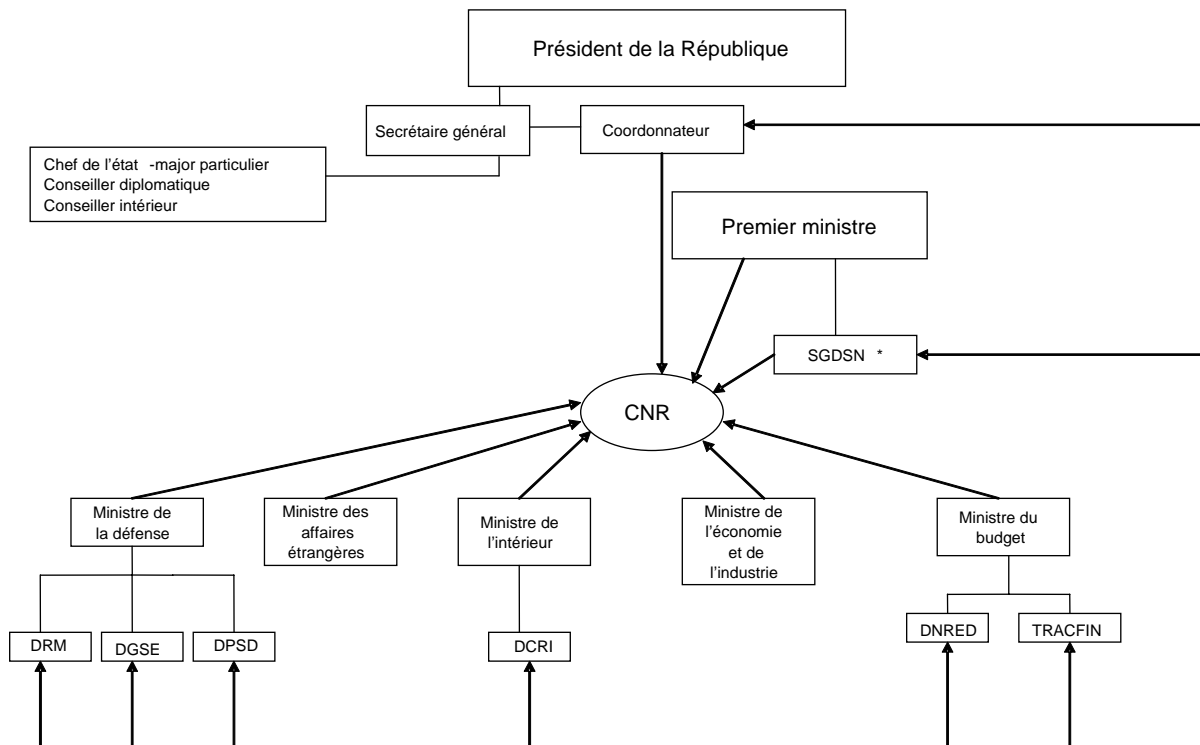 Président de la République
Secrétaire général
Coordonnateur
Chef de l'état -major particulier
Conseiller diplomatique
Conseiller intérieur
Premier ministre
SGDSN *
CNR
Ministre de
la défense
Ministre des
affaires
étrangères
Ministre de
l'intérieur
Ministre de
l'économie
et de
l'industrie
Ministre du
budget
DRM
DGSE
DPSD
DCRI
DNRED
TRACFIN